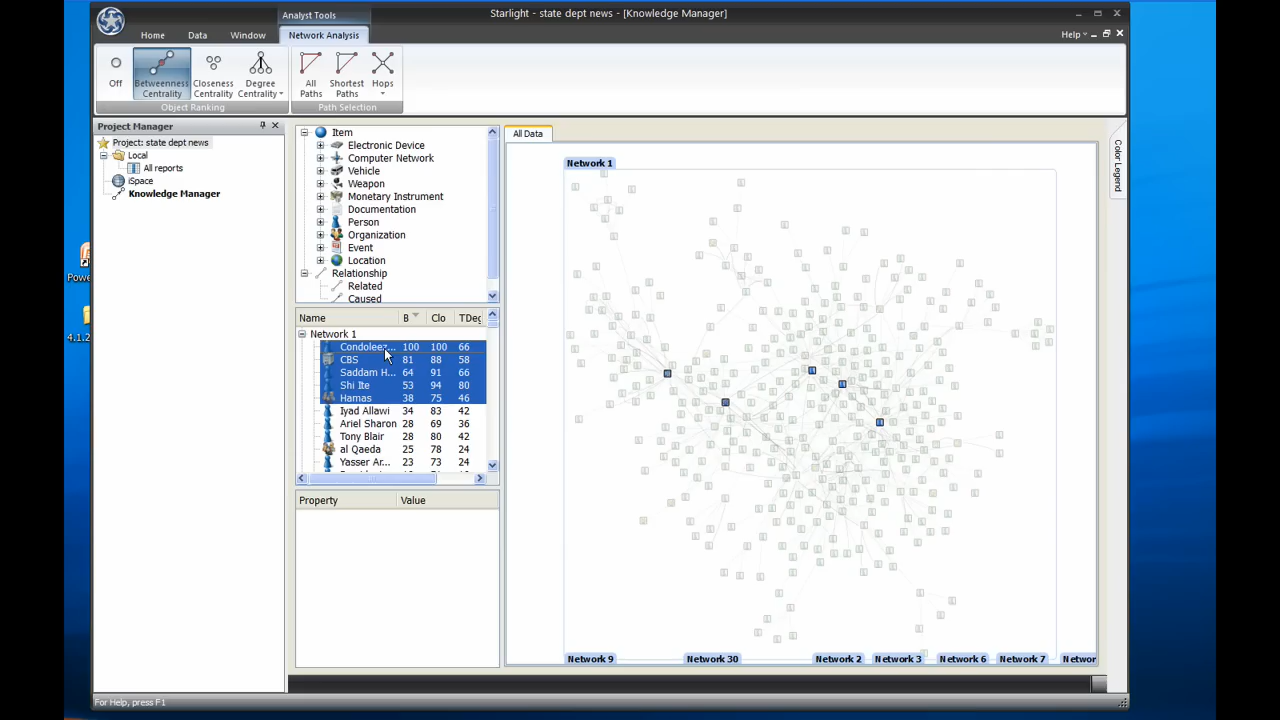 Analyst Tools
Starlight - state dept news - [Knowledge Manager]
Home Data Window Network Analysis
Help
Off Betweenness Centrality Closeness Centrality Degree Centrality All Paths Shortest Paths Hops
Object Ranking Path Selection
Project Manager
Project: state dept news
Local
All reports
iSpace
Knowledge Manager
Item
Electronic Device
Computer Network
Vehicle
Weapon
Monetary Instrument
Documentation
Person
Organization
Event
Location
Relationship
Related
Caused
Name B Clo TDeg
Network 1
Condoleez... 100 100 66
CBS 81 88 58
Saddam H... 64 91 66
Shi Ite 53 94 80
Hamas 38 75 46
Iyad Allawi 34 83 42
Ariel Sharon 28 69 36
Tony Blair 28 80 42
al Qaeda 25 78 24
Yasser Ar... 23 73 24
Property Value
All Data
Network 1
Network 9 Network 30 Network 2 Network 3 Network 6 Network 7 Networ
Color Legend
For Help, press F1
4.1.2